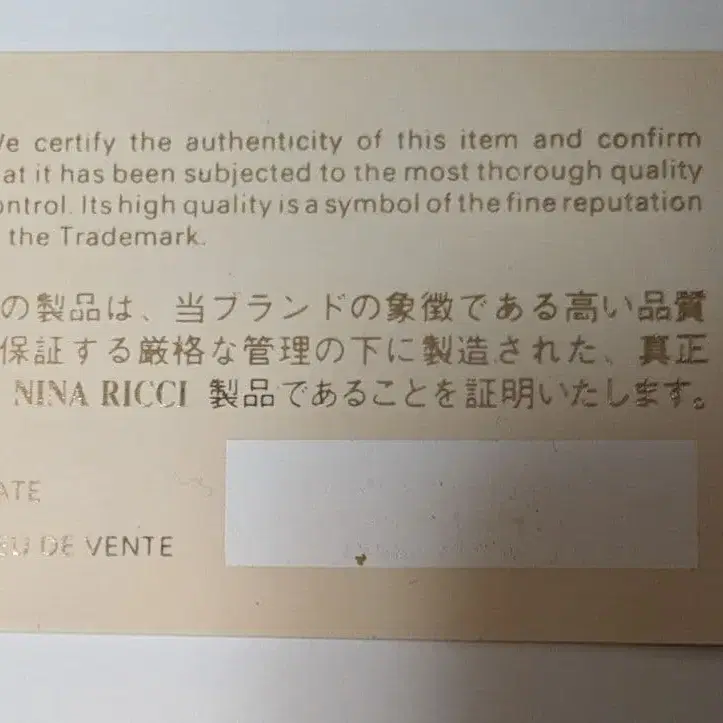 We certify the authenticity of this item and confirm
at it has been subjected to the most thorough quality
ontrol. Its high quality is a symbol of the fine reputation
the Trademark.
の製品は、当ブランドの象徴である高い品質
保証する厳格な管理の下に製造された、真正
NINA RICCI 製品であることを証明いたします。
ATE
EU DE VENTE